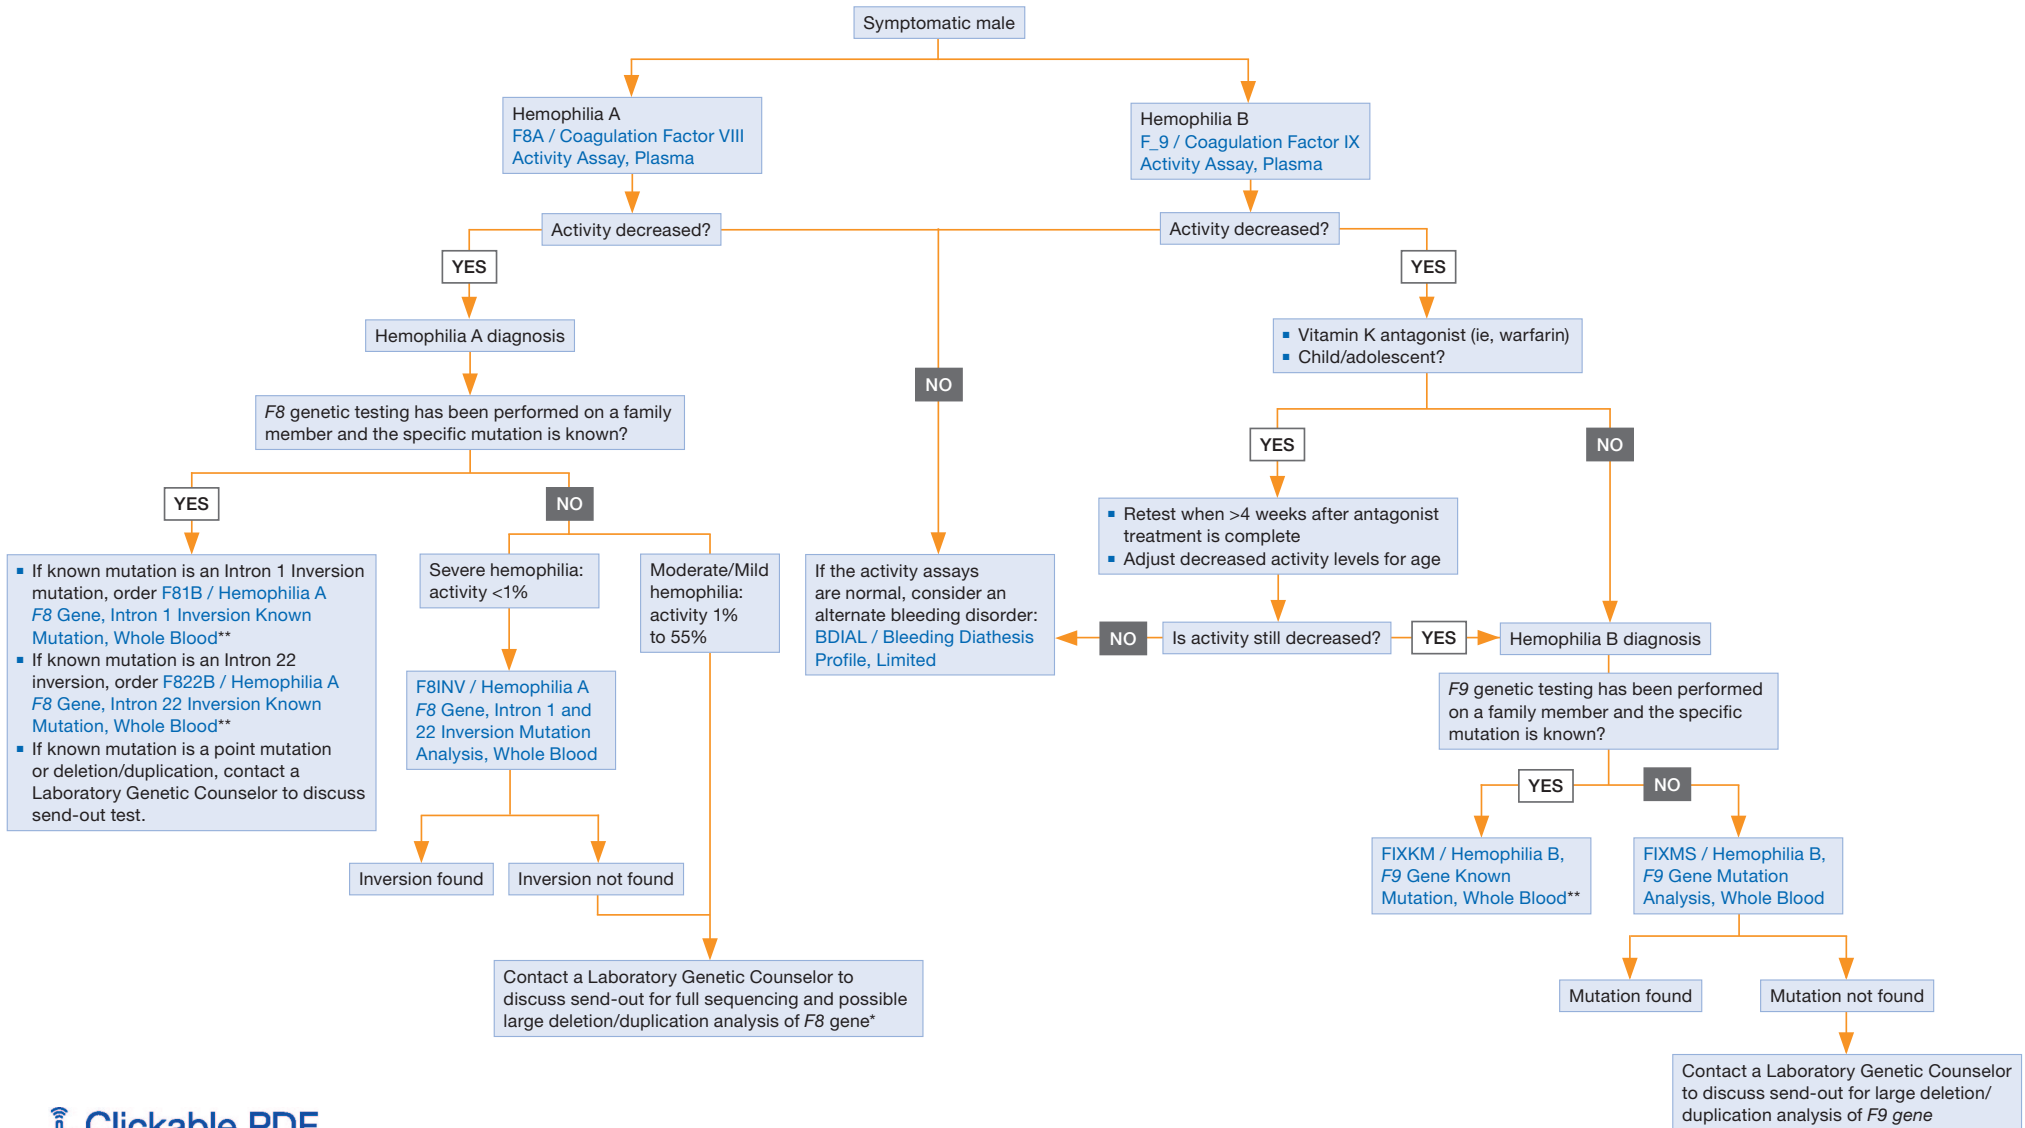 Symptomatic male
Hemophilia A
F8A / Coagulation Factor VIII
Activity Assay, Plasma
Hemophilia B
F_9 / Coagulation Factor IX
Activity Assay, Plasma
Activity decreased?
Activity decreased?
YES
YES
Hemophilia A diagnosis
▪ Vitamin K antagonist (ie, warfarin)
▪ Child/adolescent?
NO
F8 genetic testing has been performed on a family
member and the specific mutation is known?
YES
NO
YES
NO
▪ Retest when >4 weeks after antagonist
treatment is complete
▪ Adjust decreased activity levels for age
▪ If known mutation is an Intron 1 Inversion
mutation, order F81B / Hemophilia A
F8 Gene, Intron 1 Inversion Known
Mutation, Whole Blood**
▪ If known mutation is an Intron 22
inversion, order F822B / Hemophilia A
F8 Gene, Intron 22 Inversion Known
Mutation, Whole Blood**
▪ If known mutation is a point mutation
or deletion/duplication, contact a
Laboratory Genetic Counselor to discuss
send-out test.
Severe hemophilia:
activity <1%
Moderate/Mild
hemophilia:
activity 1%
to 55%
If the activity assays
are normal, consider an
alternate bleeding disorder:
BDIAL / Bleeding Diathesis
Profile, Limited
NO
Is activity still decreased?
YES
Hemophilia B diagnosis
F8INV / Hemophilia A
F8 Gene, Intron 1 and
22 Inversion Mutation
Analysis, Whole Blood
F9 genetic testing has been performed
on a family member and the specific
mutation is known?
YES
NO
Inversion found
Inversion not found
FIXKM / Hemophilia B,
F9 Gene Known
Mutation, Whole Blood**
FIXMS / Hemophilia B,
F9 Gene Mutation
Analysis, Whole Blood
Contact a Laboratory Genetic Counselor to
discuss send-out for full sequencing and possible
large deletion/duplication analysis of F8 gene*
Mutation found
Mutation not found
Contact a Laboratory Genetic Counselor
to discuss send-out for large deletion/
duplication analysis of F9 gene
Clickable PDF